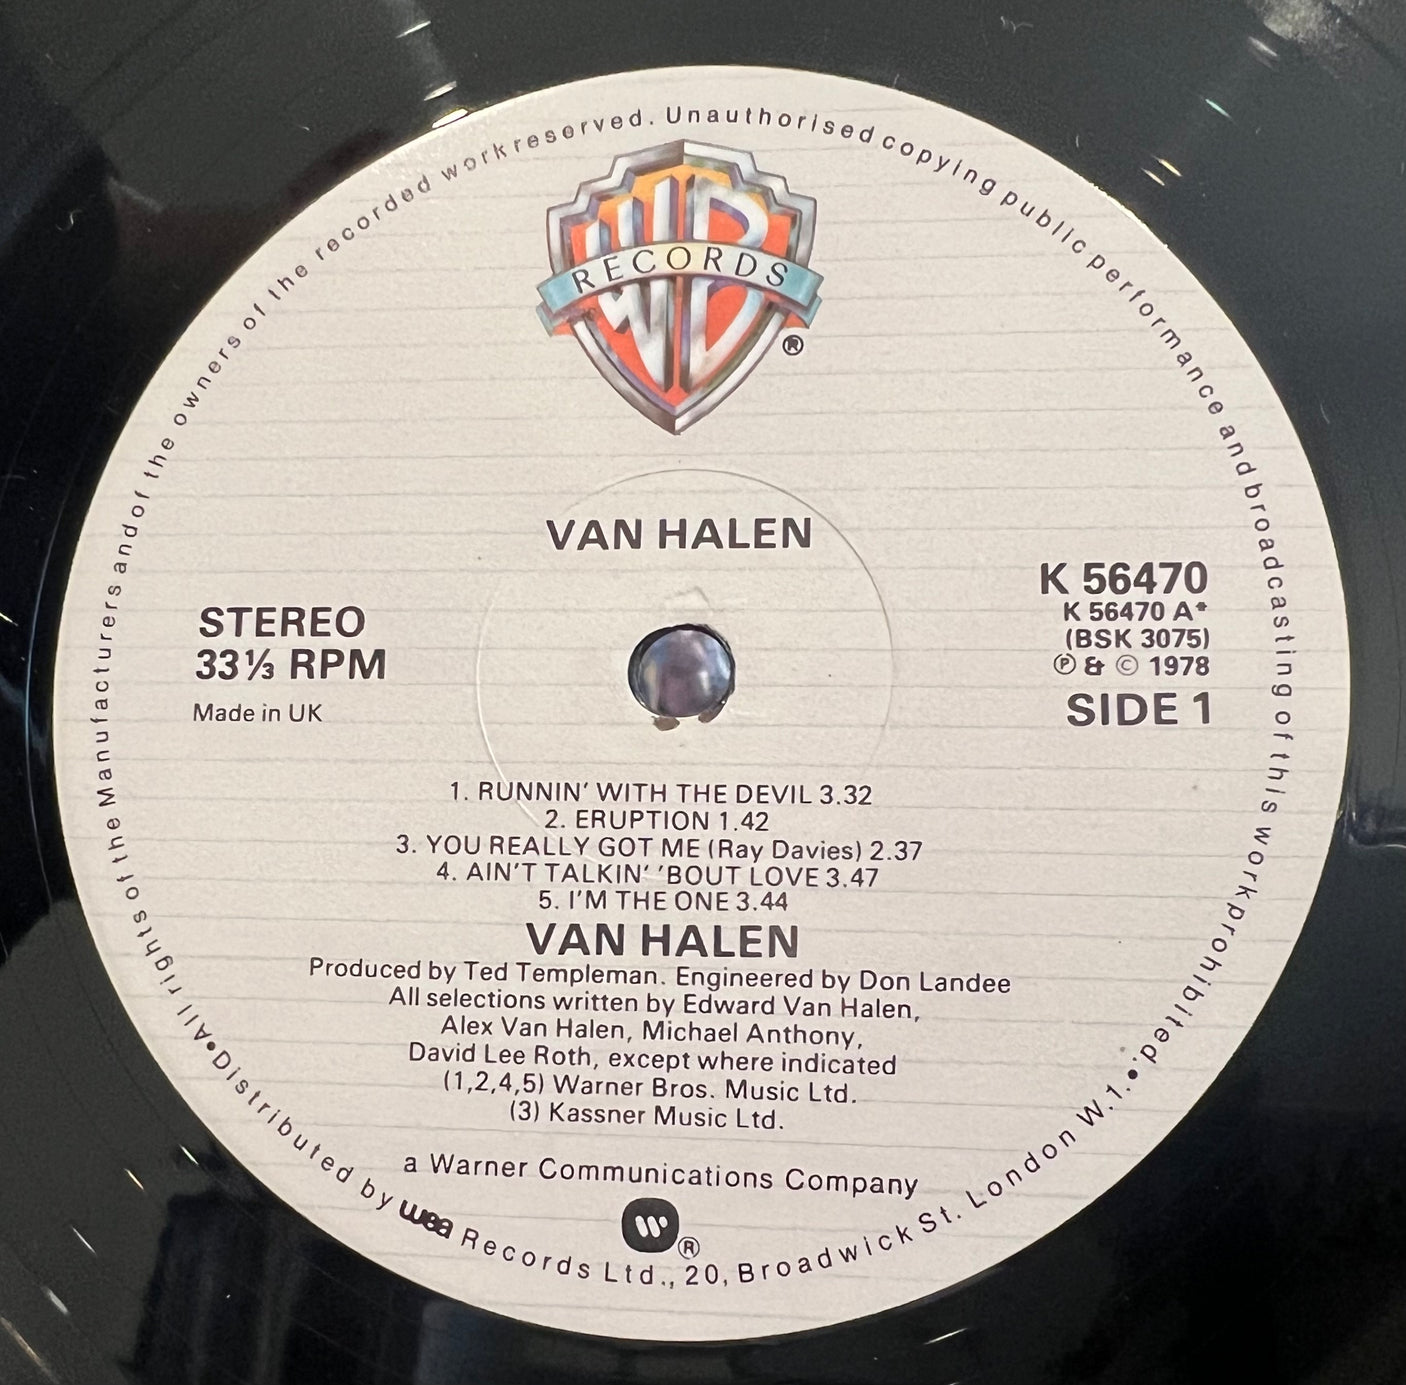 WB
RECORDS
®
VAN HALEN
STEREO
33⅓ RPM
Made in UK
K 56470
K 56470 A*
(BSK 3075)
℗ & © 1978
SIDE 1
1. RUNNIN' WITH THE DEVIL 3.32
2. ERUPTION 1.42
3. YOU REALLY GOT ME (Ray Davies) 2.37
4. AIN'T TALKIN' 'BOUT LOVE 3.47
5. I'M THE ONE 3.44
VAN HALEN
Produced by Ted Templeman. Engineered by Don Landee
All selections written by Edward Van Halen,
Alex Van Halen, Michael Anthony,
David Lee Roth, except where indicated
(1,2,4,5) Warner Bros. Music Ltd.
(3) Kassner Music Ltd.
a Warner Communications Company
®
•All rights of the Manufacturers and of the owners of the recorded work reserved. Unauthorised copying public performance and broadcasting of this work prohibited.•
Distributed by wea Records Ltd., 20, Broadwick St. London W.1.